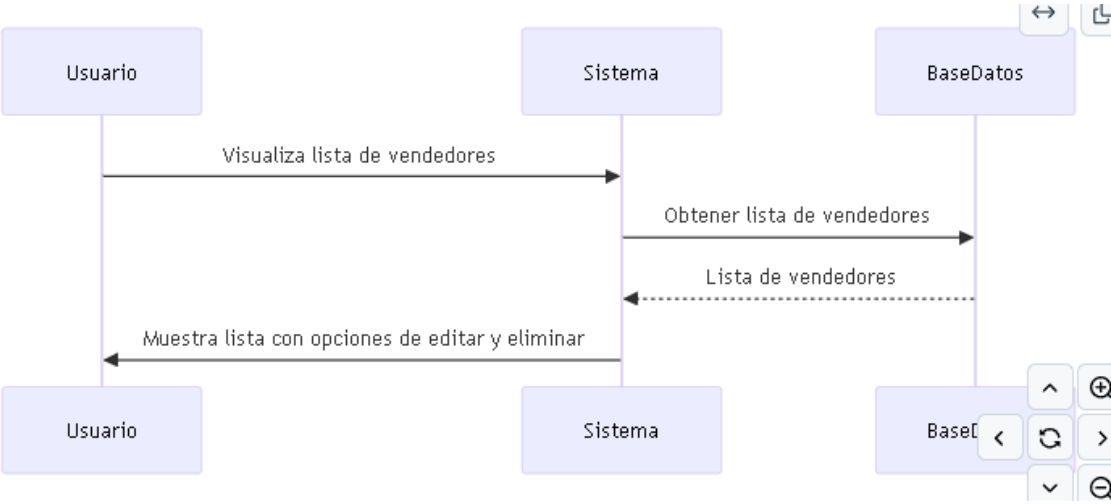 Usuario
Sistema
BaseDatos
Visualiza lista de vendedores
Obtener lista de vendedores
Lista de vendedores
Muestra lista con opciones de editar y eliminar
Usuario
Sistema